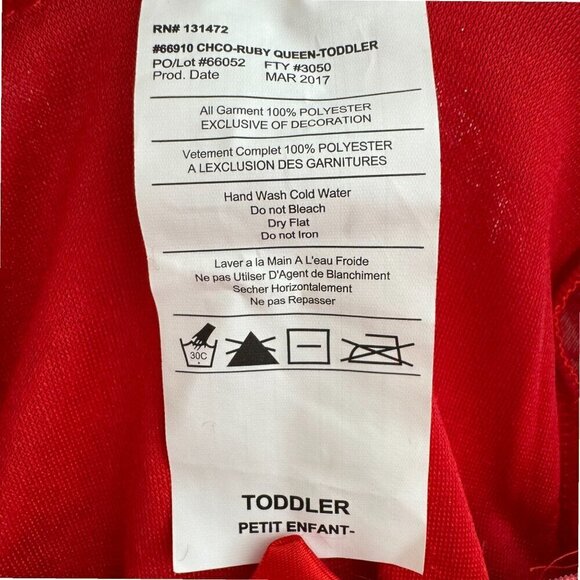 RN# 131472
#66910 CHCO-RUBY QUEEN-TODDLER
PO/Lot #66052 FTY #3050
Prod. Date MAR 2017
All Garment 100% POLYESTER
EXCLUSIVE OF DECORATION
Vetement Complet 100% POLYESTER
A LEXCLUSION DES GARNITURES
Hand Wash Cold Water
Do not Bleach
Dry Flat
Do not Iron
Laver a la Main A L'eau Froide
Ne pas Utilser D'Agent de Blanchiment
Secher Horizontalement
Ne pas Repasser
30C
TODDLER
PETIT ENFANT-